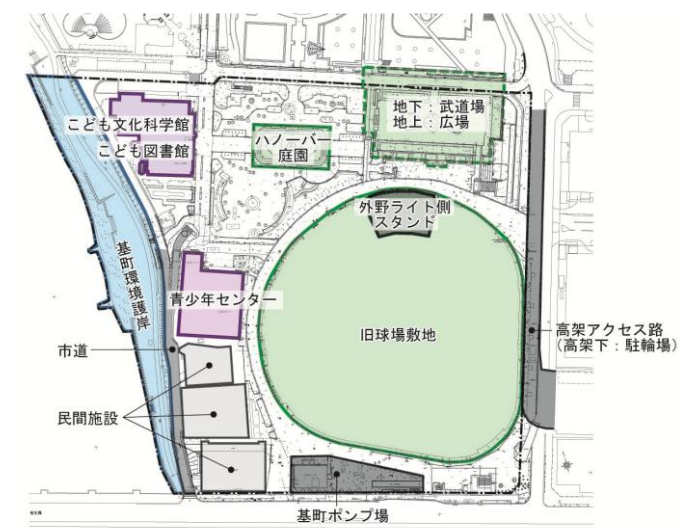 地下：武道場
地上：広場
こども文化科学館
こども図書館
ハノーバー
庭園
外野ライト側
スタンド
基町環境護岸
青少年センター
旧球場敷地
高架アクセス路
（高架下：駐輪場）
市道
民間施設
基町ポンプ場